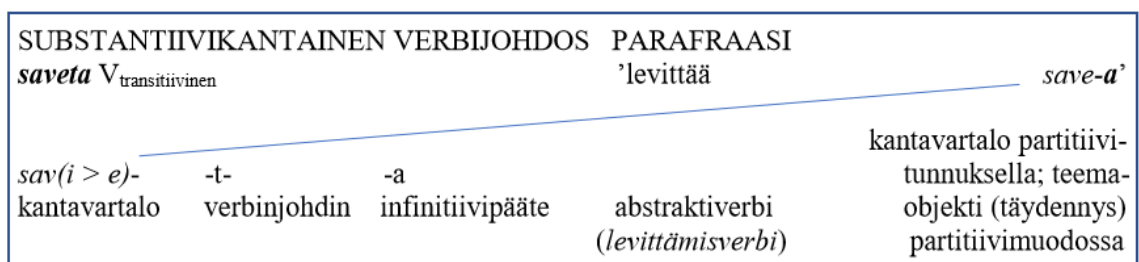 SUBSTANTIIVIKANTAINEN VERBIJOHDOS PARAFRAASI
saveta Vtransitiivinen 'levittää save-a'
kantavartalo partitiivi-
sav(i > e)- -t- -a tunnuksella; teema-
kantavartalo verbinjohdin infinitiivipääte abstraktiverbi objekti (täydennys)
(levittämisverbi) partitiivimuodossa